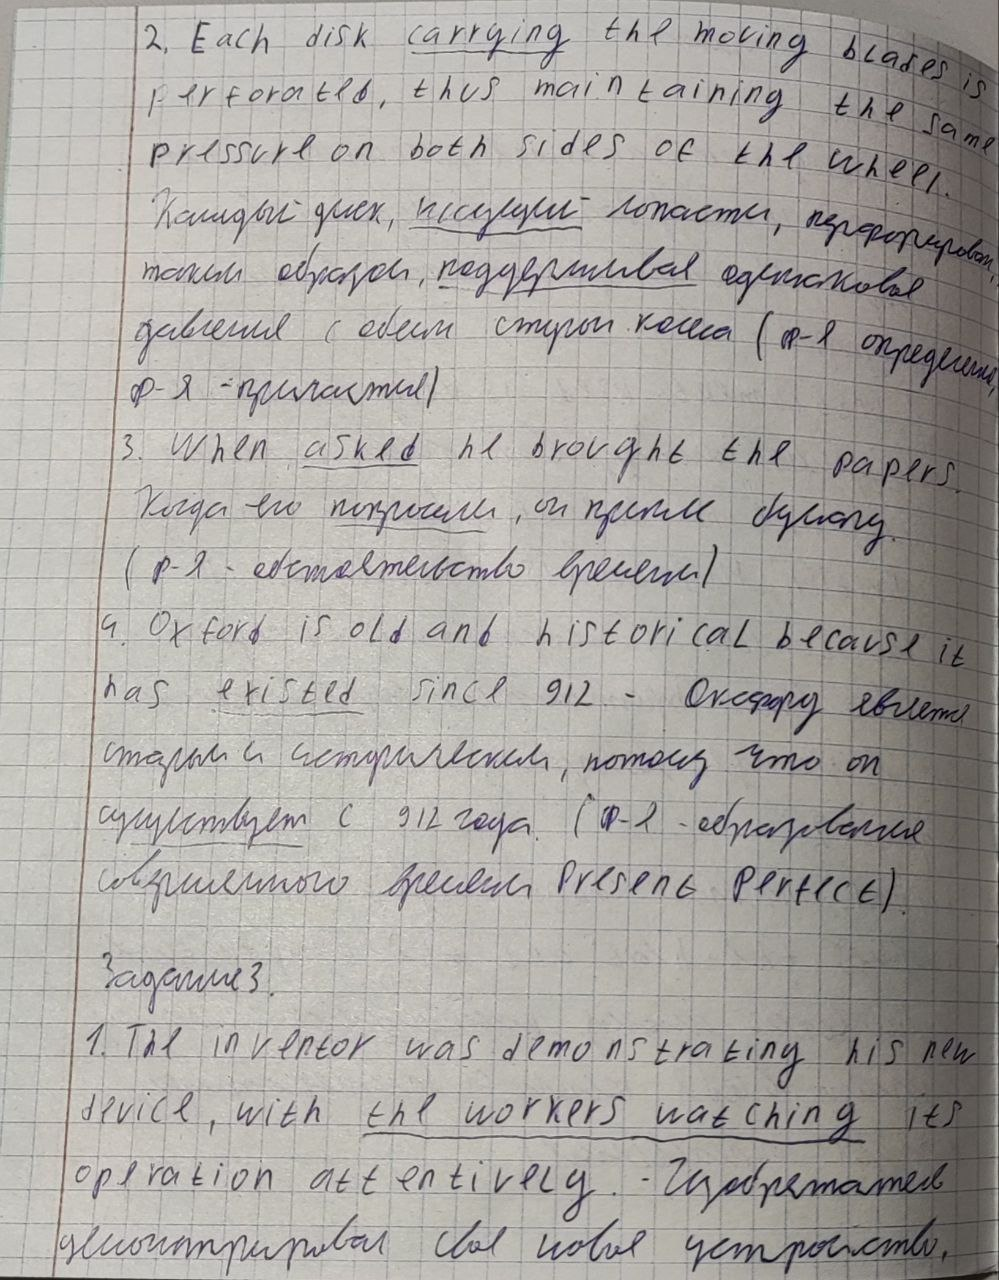 2. Each disk carrying the moving blades is
perforated, thus maintaining the same
pressure on both sides of the wheel.
Каждый диск, несущий лопасти, перфорирован,
таким образом, поддерживая одинаковое
давление с обеих сторон колеса (ф-я определения,
ф-я - причастия)
3. When asked he brought the papers.
Когда его попросили, он принес бумагу.
(ф-я - обстоятельство времени)
4. Oxford is old and historical because it
has existed since 912 - Оксфорд является
старым и историческим, потому что он
существует с 912 года. (ф-я - образования
совершенного времени Present Perfect).
Задание 3.
1. The inventor was demonstrating his new
device, with the workers watching its
operation attentively. - Изобретатель
демонстрировал свое новое устройство,